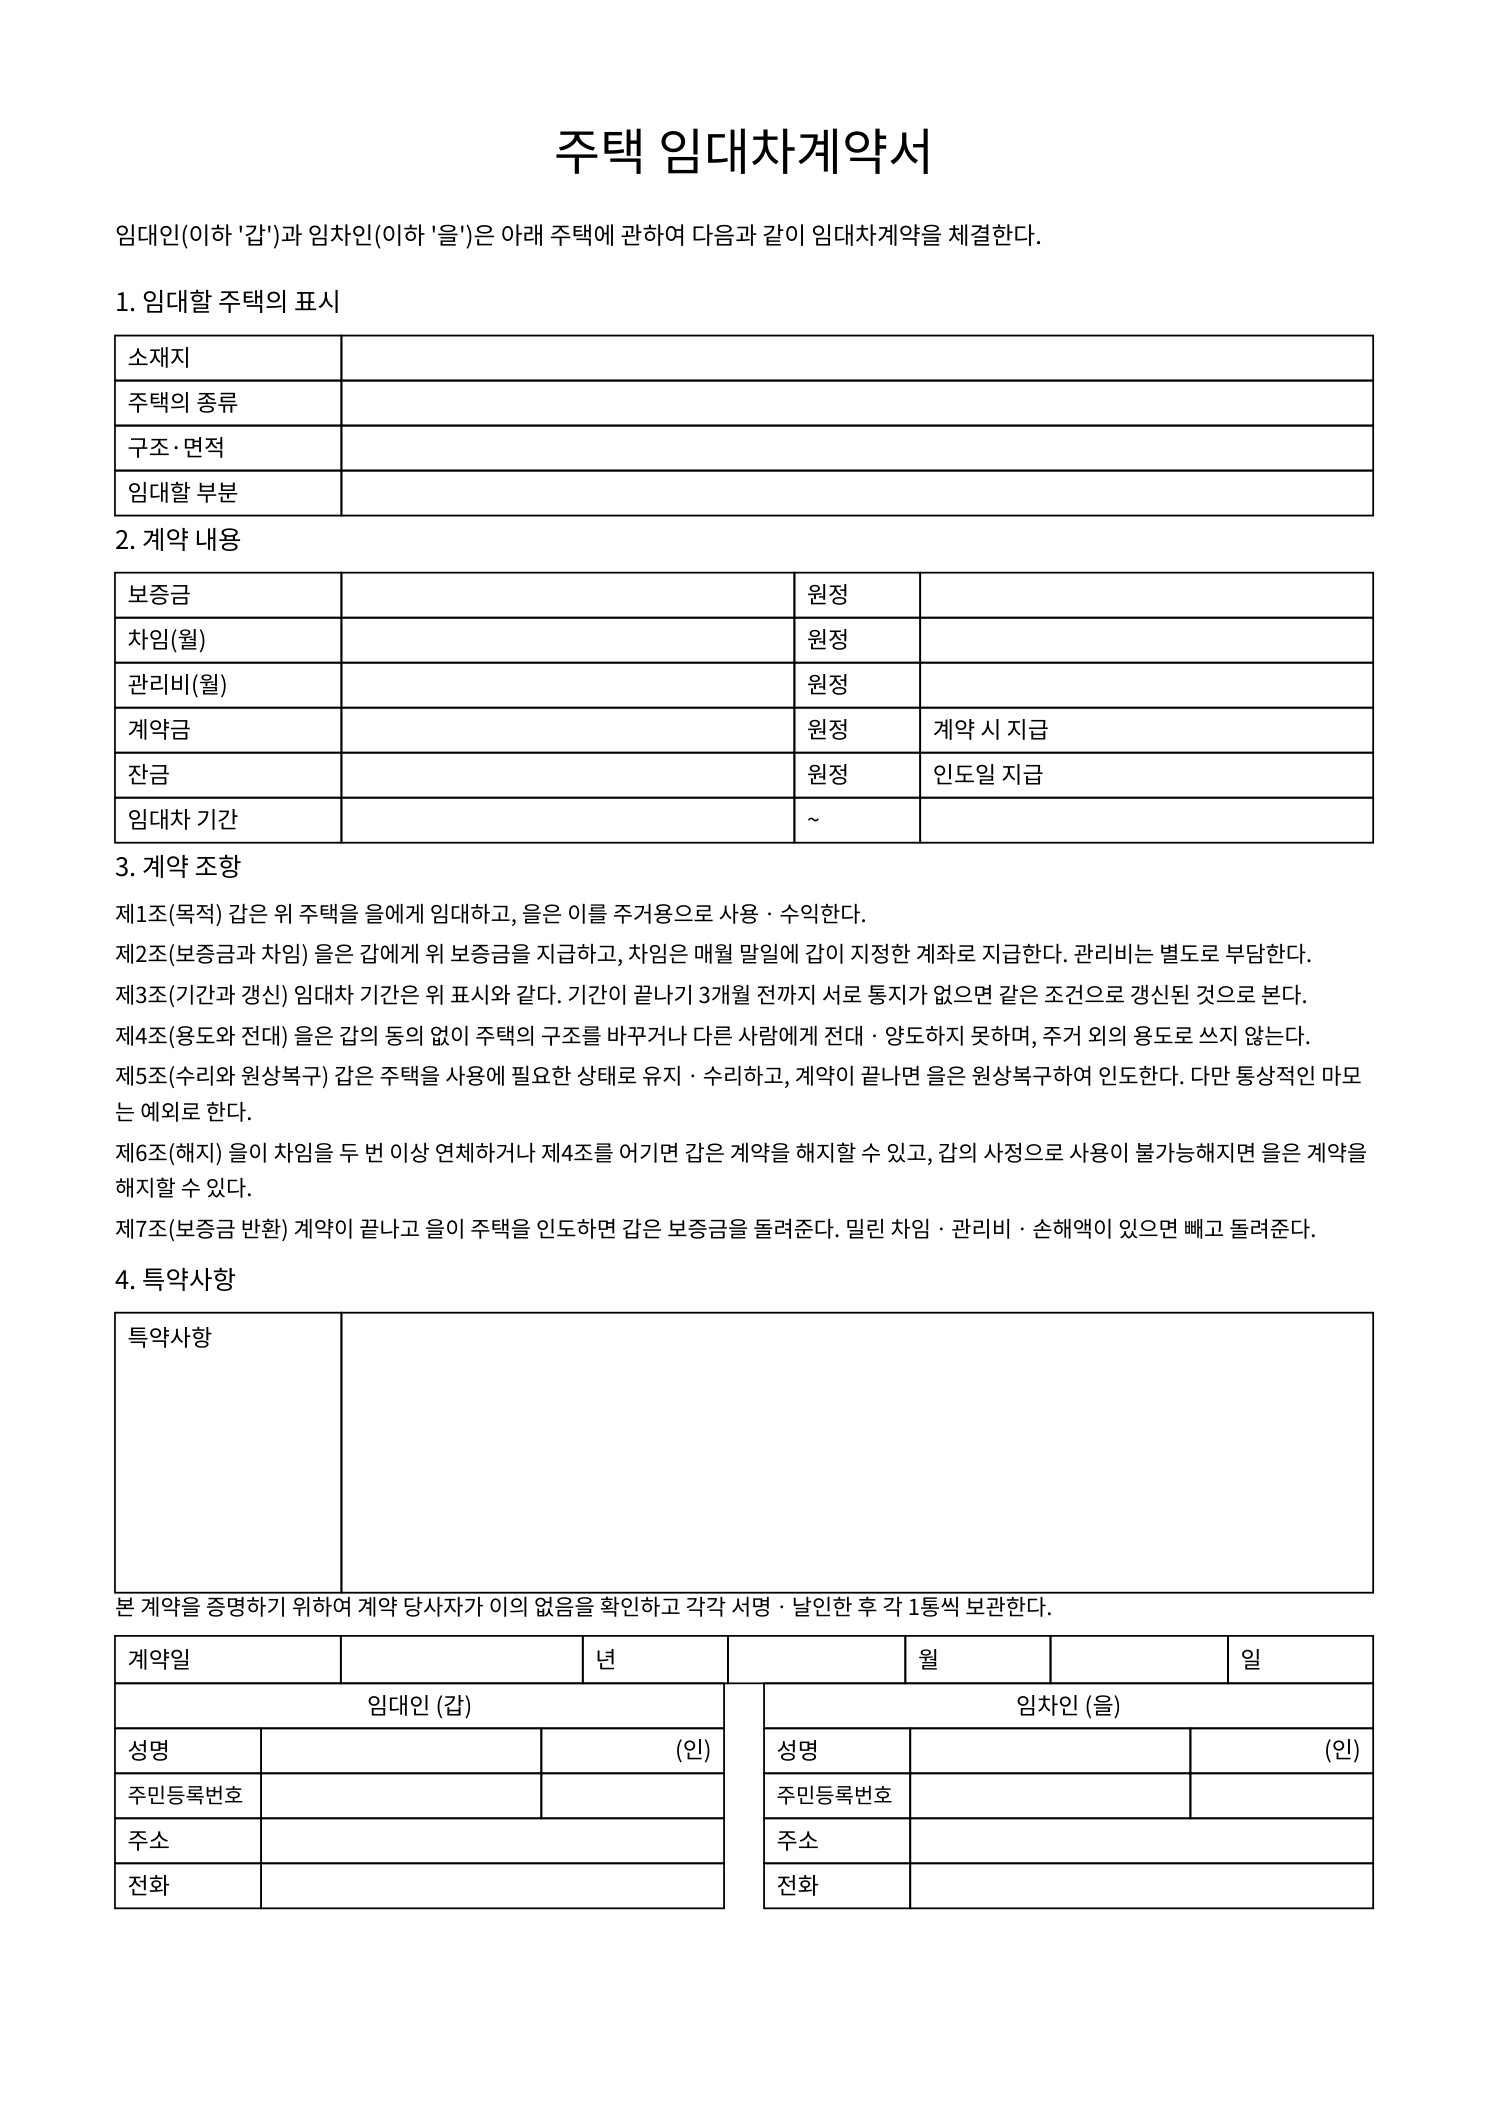 주택 임대차계약서
임대인(이하 '갑')과 임차인(이하 '을')은 아래 주택에 관하여 다음과 같이 임대차계약을 체결한다.
1. 임대할 주택의 표시
소재지
주택의 종류
구조·면적
임대할 부분
2. 계약 내용
보증금 원정
차임(월) 원정
관리비(월) 원정
계약금 원정 계약 시 지급
잔금 원정 인도일 지급
임대차 기간 ~
3. 계약 조항
제1조(목적) 갑은 위 주택을 을에게 임대하고, 을은 이를 주거용으로 사용 · 수익한다.
제2조(보증금과 차임) 을은 갑에게 위 보증금을 지급하고, 차임은 매월 말일에 갑이 지정한 계좌로 지급한다. 관리비는 별도로 부담한다.
제3조(기간과 갱신) 임대차 기간은 위 표시와 같다. 기간이 끝나기 3개월 전까지 서로 통지가 없으면 같은 조건으로 갱신된 것으로 본다.
제4조(용도와 전대) 을은 갑의 동의 없이 주택의 구조를 바꾸거나 다른 사람에게 전대 · 양도하지 못하며, 주거 외의 용도로 쓰지 않는다.
제5조(수리와 원상복구) 갑은 주택을 사용에 필요한 상태로 유지 · 수리하고, 계약이 끝나면 을은 원상복구하여 인도한다. 다만 통상적인 마모
는 예외로 한다.
제6조(해지) 을이 차임을 두 번 이상 연체하거나 제4조를 어기면 갑은 계약을 해지할 수 있고, 갑의 사정으로 사용이 불가능해지면 을은 계약을
해지할 수 있다.
제7조(보증금 반환) 계약이 끝나고 을이 주택을 인도하면 갑은 보증금을 돌려준다. 밀린 차임 · 관리비 · 손해액이 있으면 빼고 돌려준다.
4. 특약사항
특약사항
본 계약을 증명하기 위하여 계약 당사자가 이의 없음을 확인하고 각각 서명 · 날인한 후 각 1통씩 보관한다.
계약일 년 월 일
임대인 (갑) 임차인 (을)
성명 (인) 성명 (인)
주민등록번호 주민등록번호
주소 주소
전화 전화